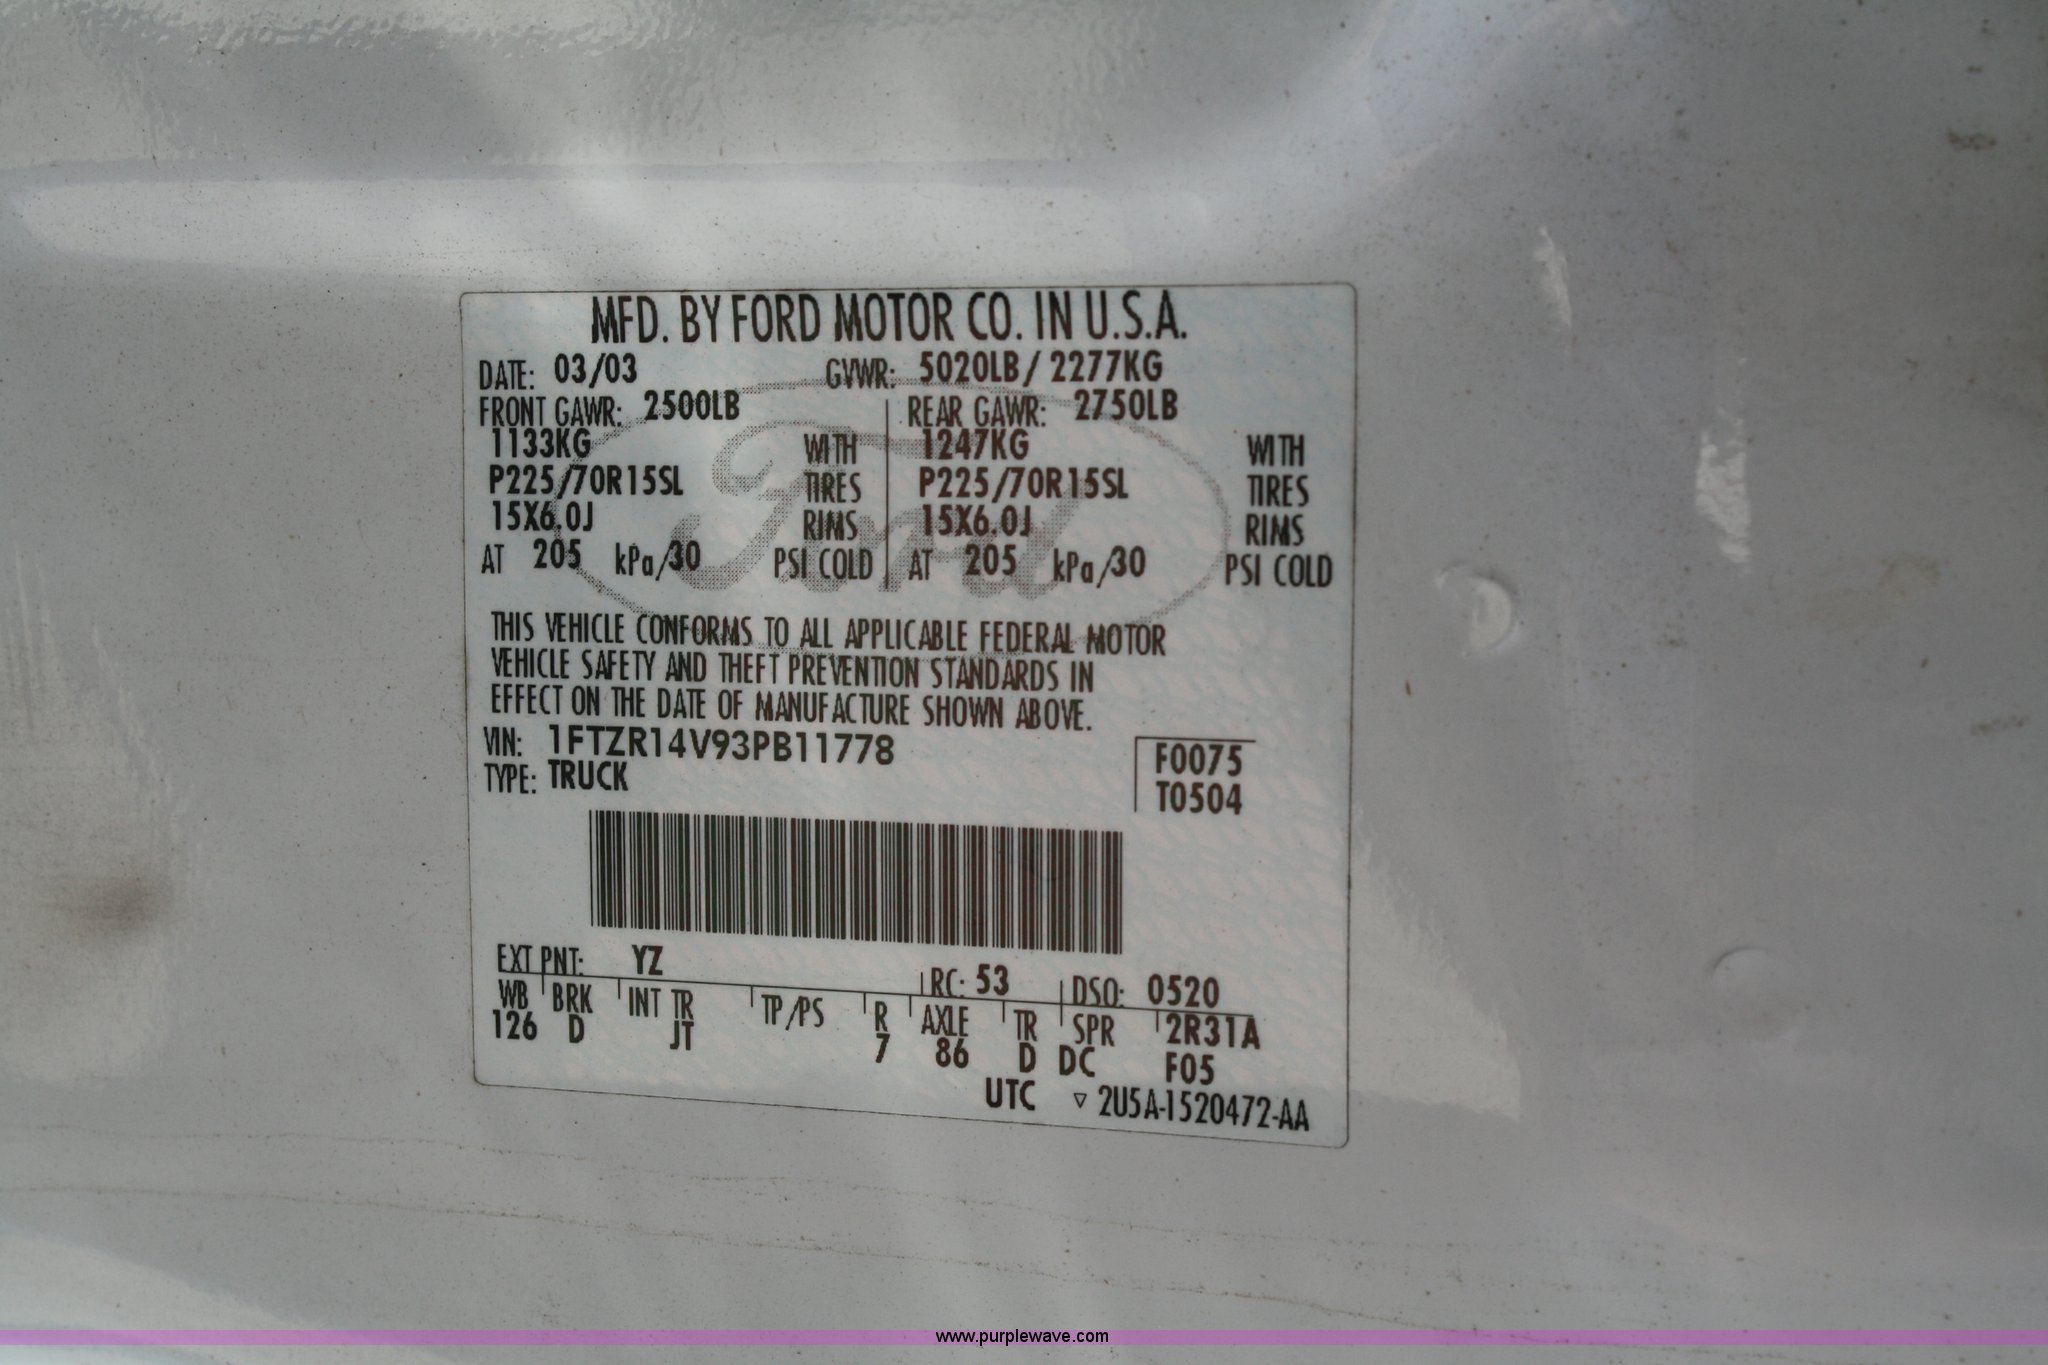 MFD. BY FORD MOTOR CO. IN U.S.A.
DATE: 03/03 GVWR: 5020LB/ 2277KG
FRONT GAWR: 2500LB REAR GAWR: 2750LB
1133KG WITH 1247KG WITH
P225/70R15SL TIRES P225/70R15SL TIRES
15X6.0J RIMS 15X6.0J RIMS
AT 205 kPa/30 PSI COLD AT 205 kPa/30 PSI COLD
Ford
THIS VEHICLE CONFORMS TO ALL APPLICABLE FEDERAL MOTOR
VEHICLE SAFETY AND THEFT PREVENTION STANDARDS IN
EFFECT ON THE DATE OF MANUFACTURE SHOWN ABOVE.
VIN: 1FTZR14V93PB11778 F0075
TYPE: TRUCK T0504
EXT PNT: YZ RC: 53 DSO: 0520
WB BRK INT TR TP/PS R AXLE TR SPR 2R31A
126 D JT 7 86 D DC F05
UTC ▽ 2U5A-1520472-AA
www.purplewave.com